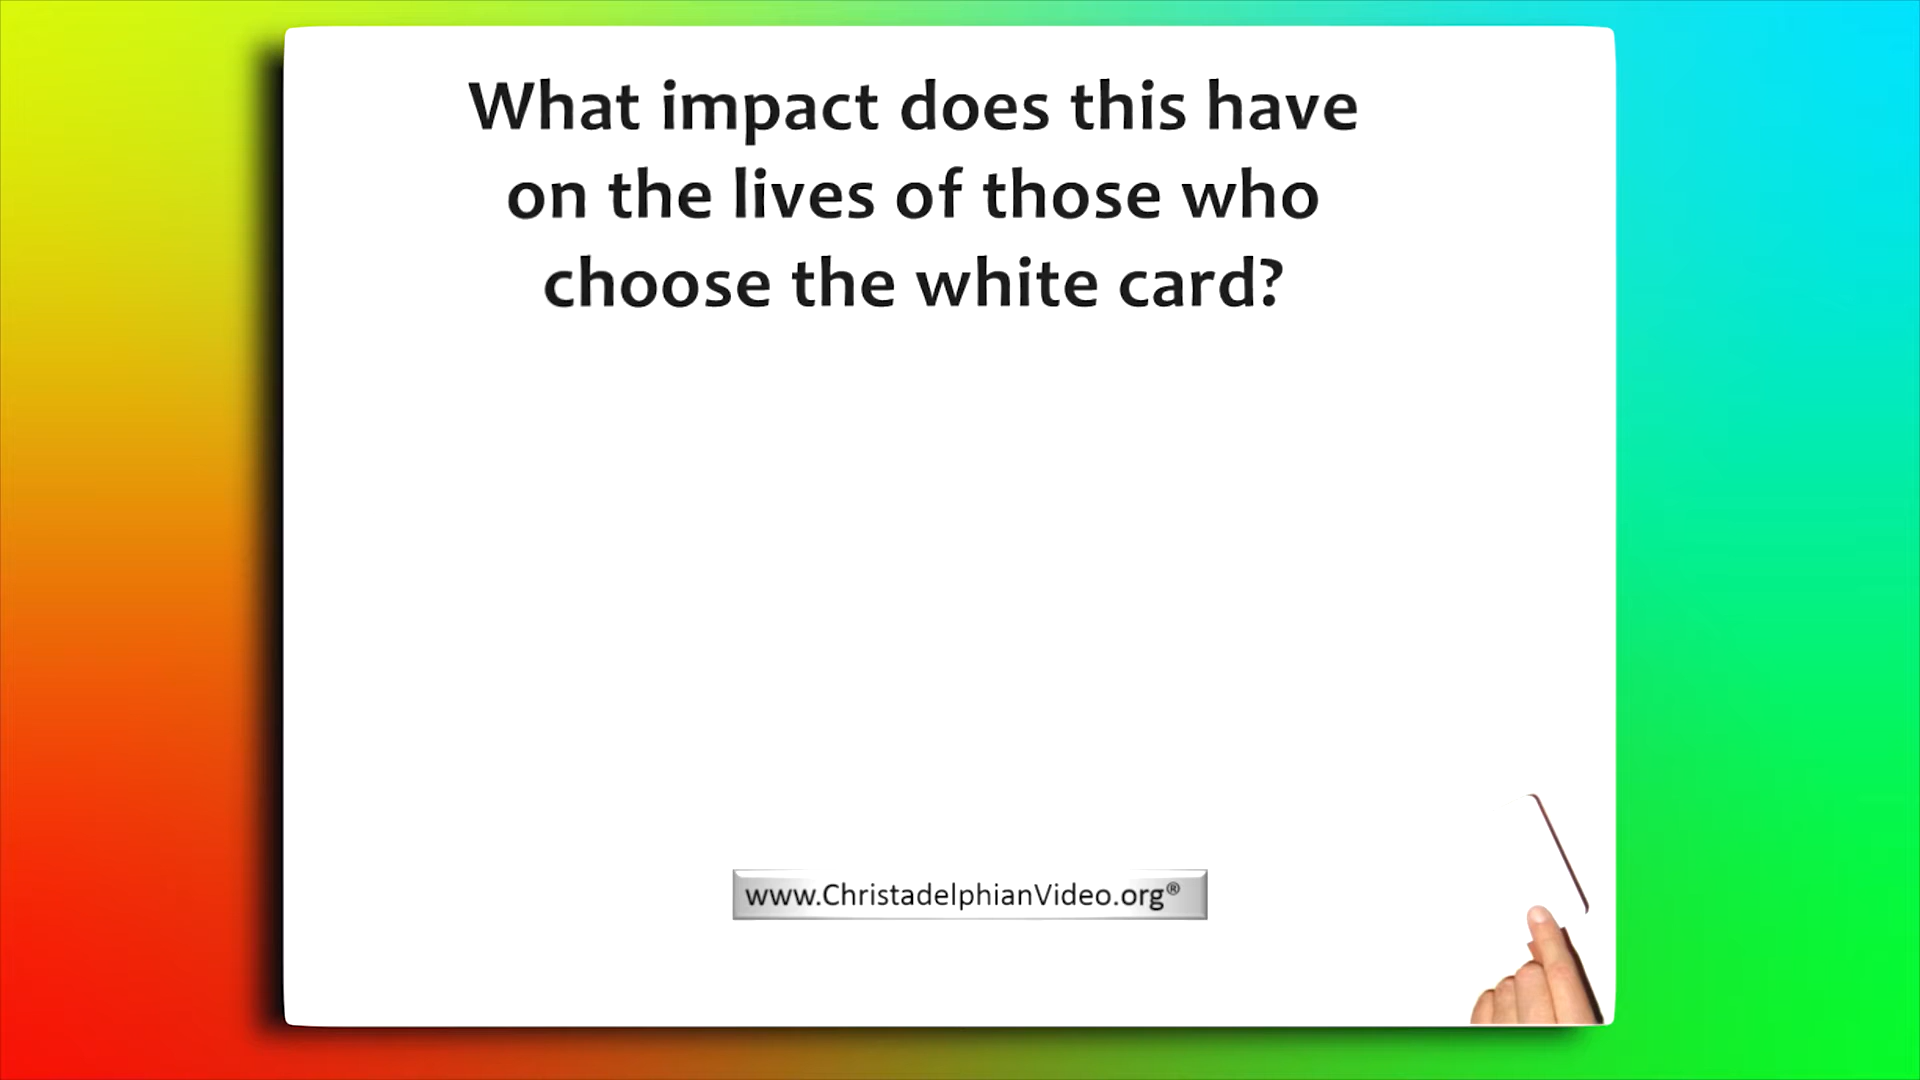 What impact does this have
on the lives of those who
choose the white card?
www.ChristadelphianVideo.org®